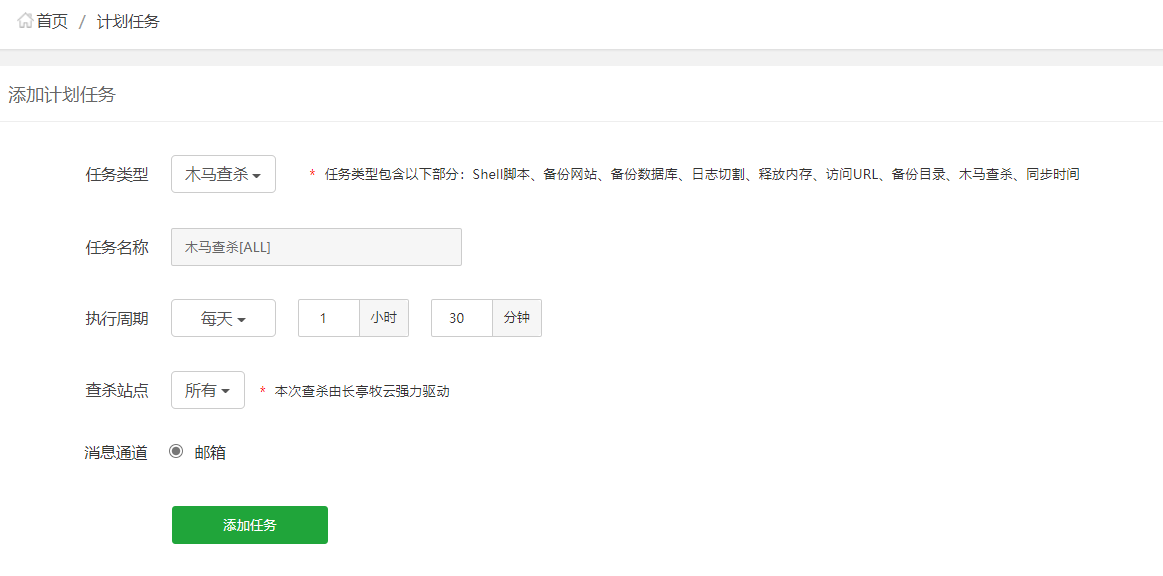 首页 / 计划任务
添加计划任务
任务类型 木马查杀 * 任务类型包含以下部分：Shell脚本、备份网站、备份数据库、日志切割、释放内存、访问URL、备份目录、木马查杀、同步时间
任务名称 木马查杀[ALL]
执行周期 每天 1 小时 30 分钟
查杀站点 所有 * 本次查杀由长亭牧云强力驱动
消息通道 邮箱
添加任务